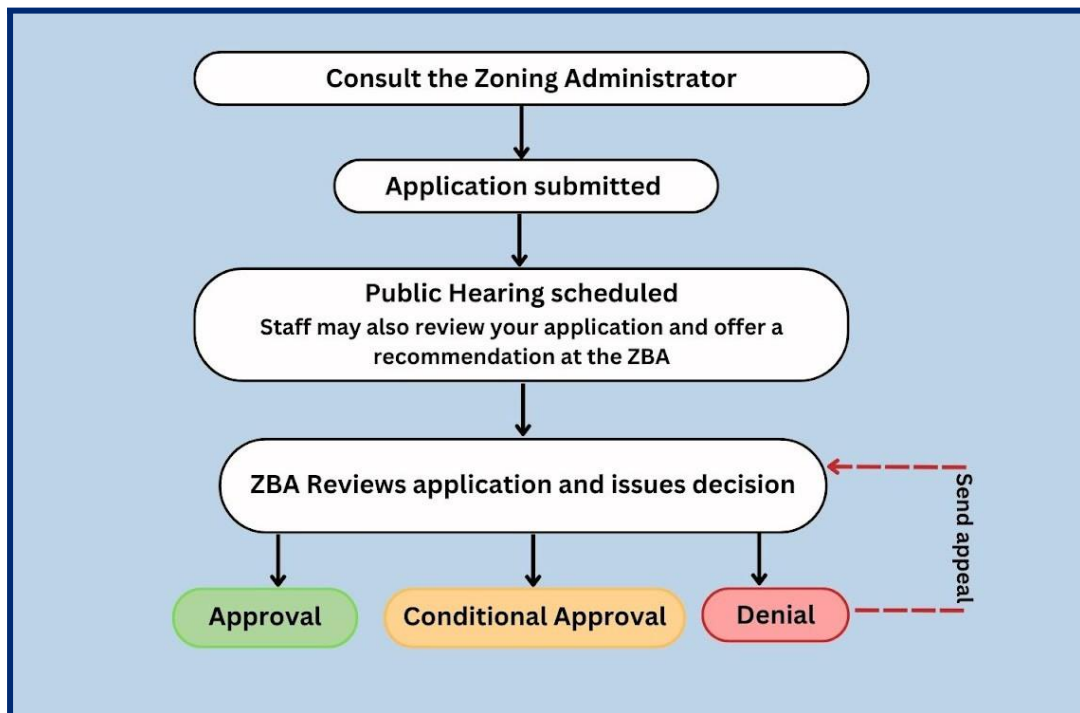 Consult the Zoning Administrator
Application submitted
Public Hearing scheduled
Staff may also review your application and offer a
recommendation at the ZBA
ZBA Reviews application and issues decision
Send appeal
Approval
Conditional Approval
Denial